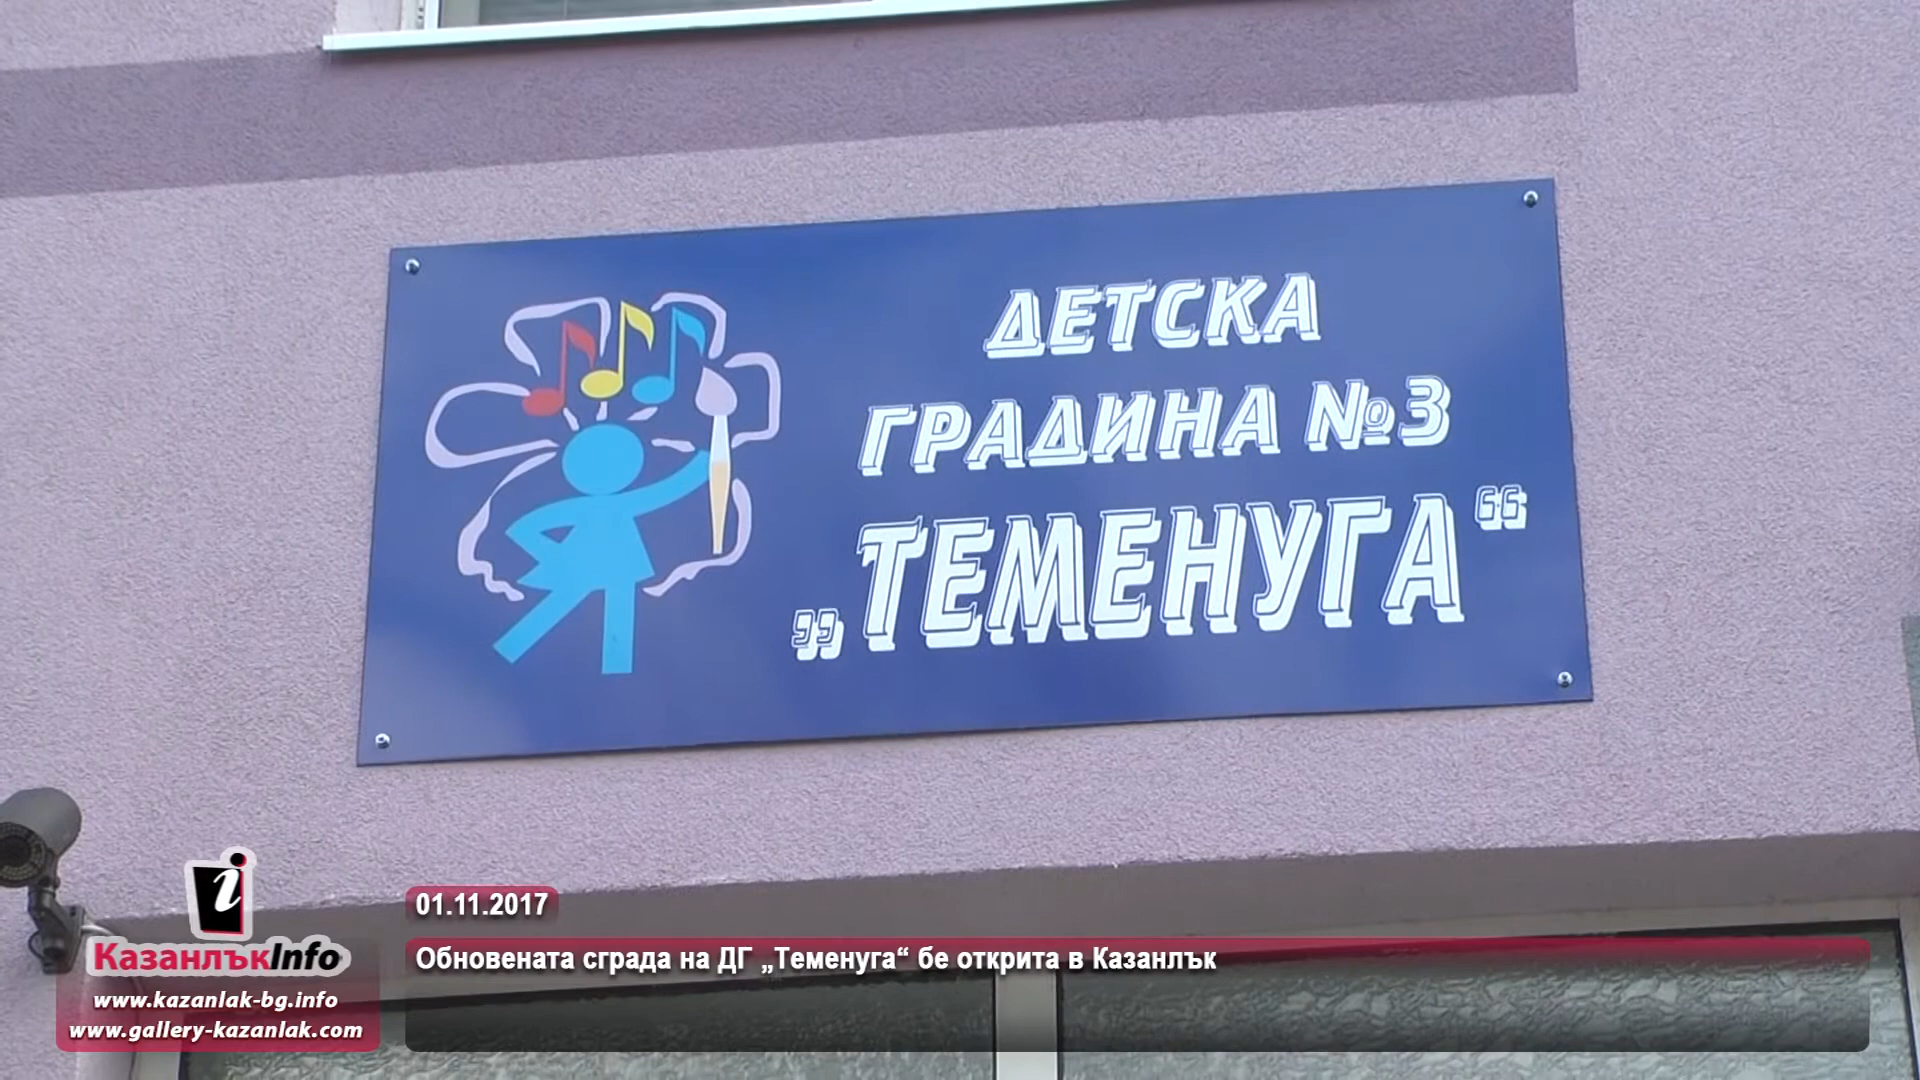 ДЕТСКА
ГРАДИНА №3
„ТЕМЕНУГА“
i
КазанлъкInfo
www.kazanlak-bg.info
www.gallery-kazanlak.com
01.11.2017
Обновената сграда на ДГ „Теменуга“ бе открита в Казанлък